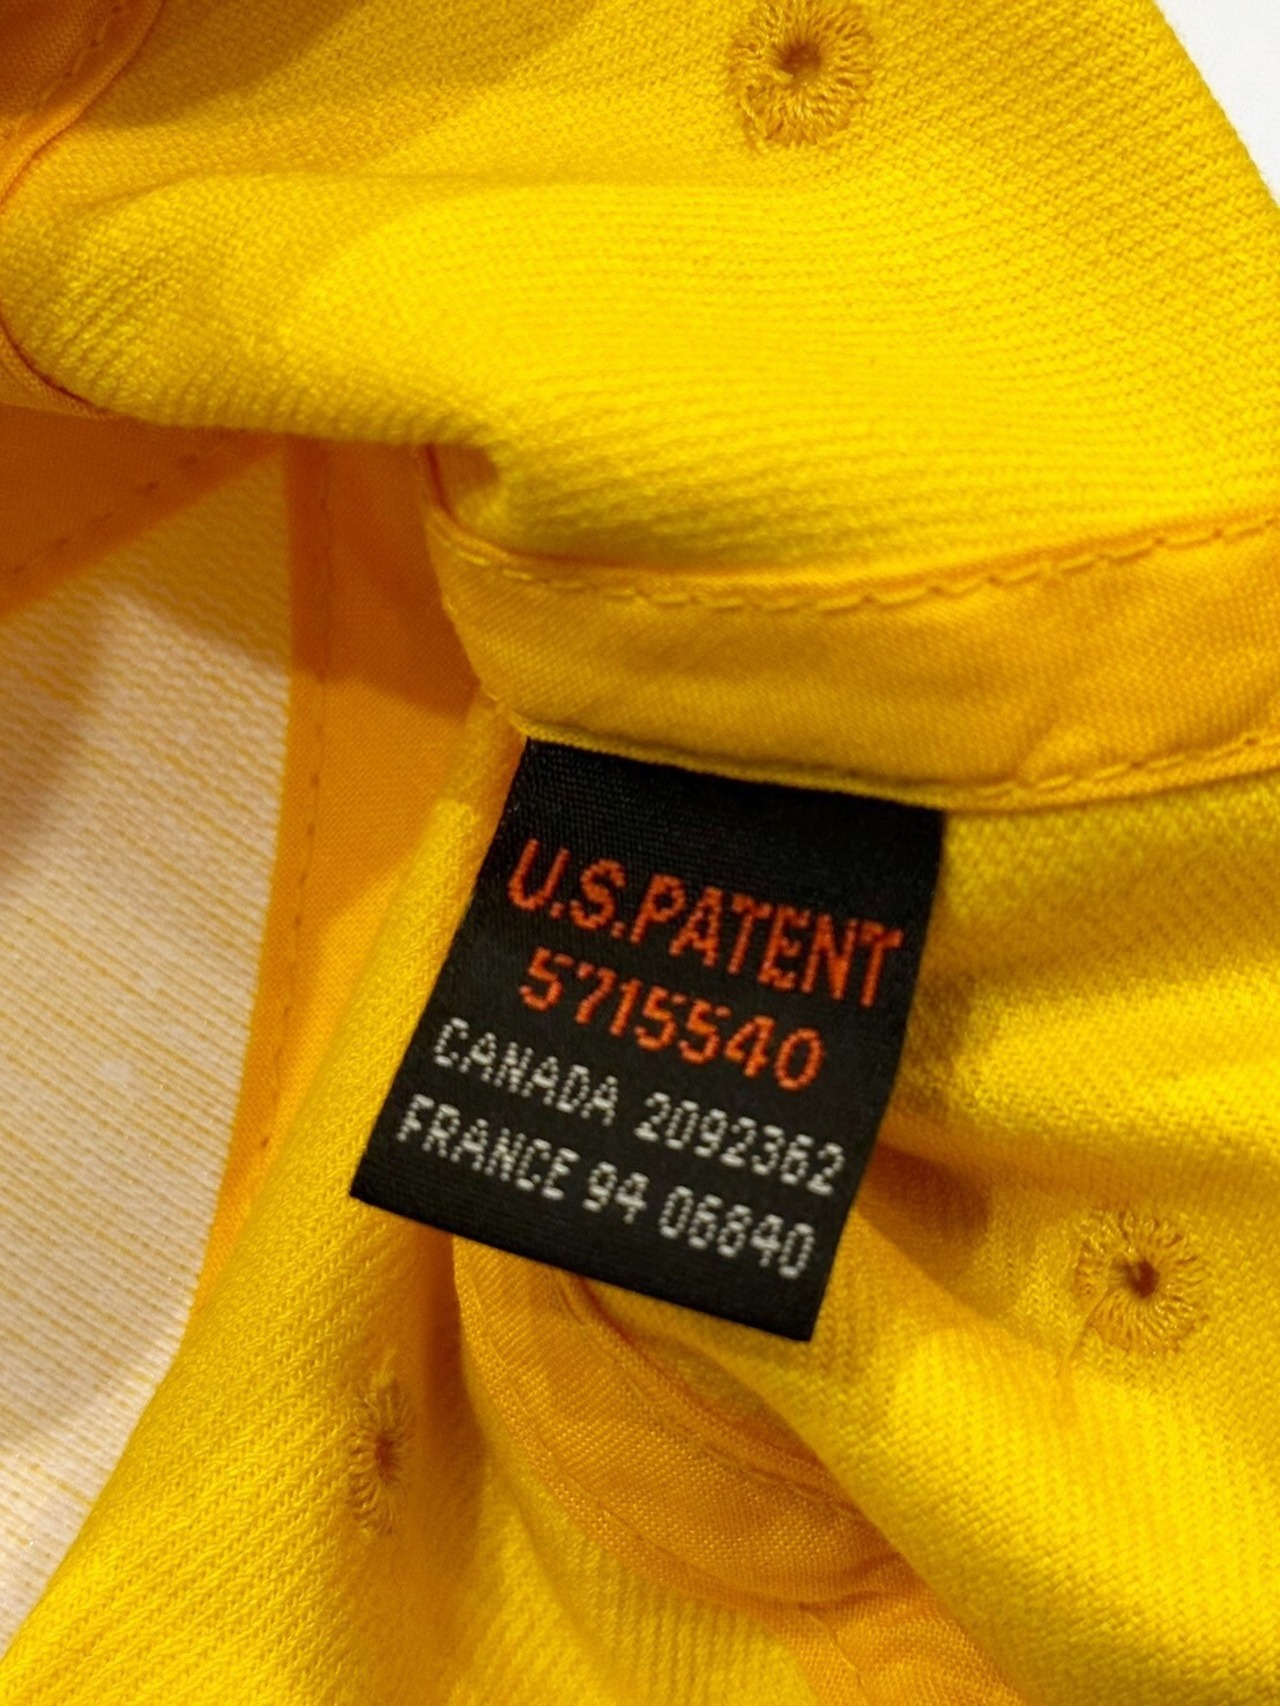 U.S.PATENT
5715540
CANADA 2092362
FRANCE 94 06840